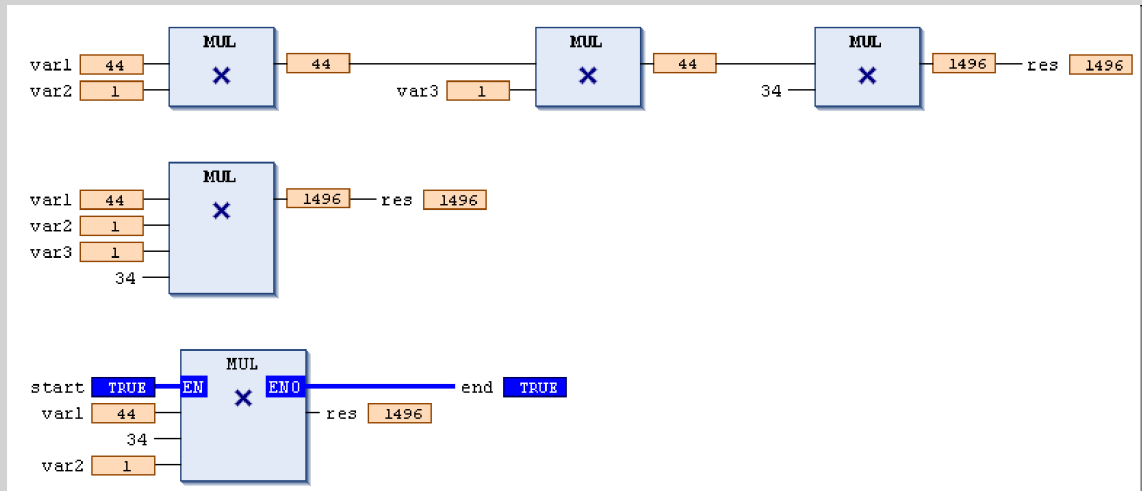 MUL MUL MUL
var1 44 44 44 1496 res 1496
var2 1 var3 1 34
MUL
var1 44 1496 res 1496
var2 1
var3 1
34
MUL
start TRUE EN ENO end TRUE
var1 44 res 1496
34
var2 1